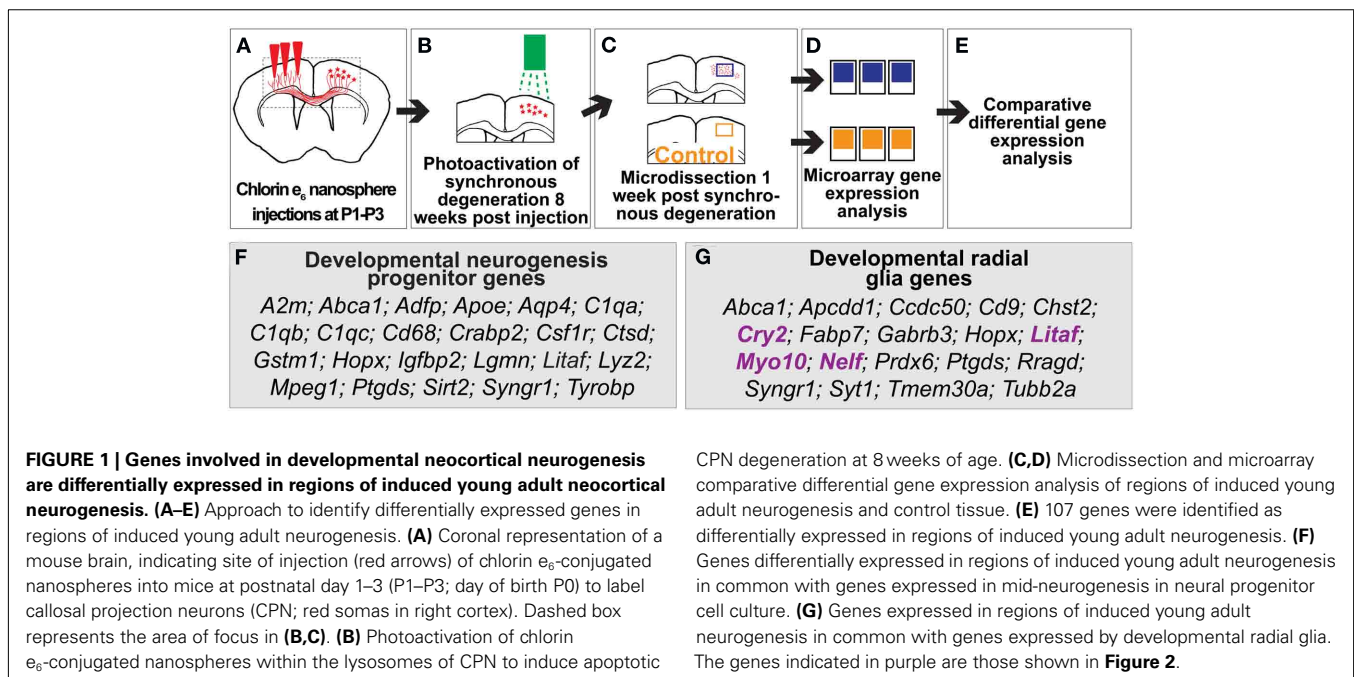 A
Chlorin e6 nanosphere
injections at P1-P3
B
Photoactivation of
synchronous
degeneration 8
weeks post injection
C
Control
Microdissection 1
week post synchro-
nous degeneration
D
Microarray gene
expression
analysis
E
Comparative
differential gene
expression
analysis
F
Developmental neurogenesis
progenitor genes
A2m; Abca1; Adfp; Apoe; Aqp4; C1qa;
C1qb; C1qc; Cd68; Crabp2; Csf1r; Ctsd;
Gstm1; Hopx; Igfbp2; Lgmn; Litaf; Lyz2;
Mpeg1; Ptgds; Sirt2; Syngr1; Tyrobp
G
Developmental radial
glia genes
Abca1; Apcdd1; Ccdc50; Cd9; Chst2;
Cry2; Fabp7; Gabrb3; Hopx; Litaf;
Myo10; Nelf; Prdx6; Ptgds; Rragd;
Syngr1; Syt1; Tmem30a; Tubb2a
FIGURE 1 | Genes involved in developmental neocortical neurogenesis
are differentially expressed in regions of induced young adult neocortical
neurogenesis. (A–E) Approach to identify differentially expressed genes in
regions of induced young adult neurogenesis. (A) Coronal representation of a
mouse brain, indicating site of injection (red arrows) of chlorin e6-conjugated
nanospheres into mice at postnatal day 1–3 (P1–P3; day of birth P0) to label
callosal projection neurons (CPN; red somas in right cortex). Dashed box
represents the area of focus in (B,C). (B) Photoactivation of chlorin
e6-conjugated nanospheres within the lysosomes of CPN to induce apoptotic
CPN degeneration at 8 weeks of age. (C,D) Microdissection and microarray
comparative differential gene expression analysis of regions of induced young
adult neurogenesis and control tissue. (E) 107 genes were identified as
differentially expressed in regions of induced young adult neurogenesis. (F)
Genes differentially expressed in regions of induced young adult neurogenesis
in common with genes expressed in mid-neurogenesis in neural progenitor
cell culture. (G) Genes expressed in regions of induced young adult
neurogenesis in common with genes expressed by developmental radial glia.
The genes indicated in purple are those shown in Figure 2.